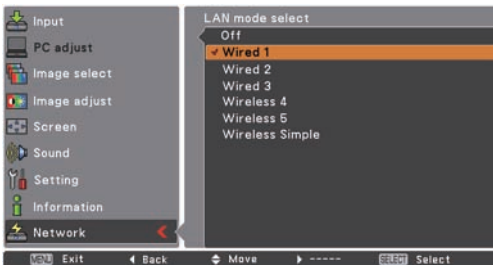 Input
PC adjust
Image select
Image adjust
Screen
Sound
Setting
Information
Network
LAN mode select
Off
Wired 1
Wired 2
Wired 3
Wireless 4
Wireless 5
Wireless Simple
MENU Exit Back Move ----- SELECT Select